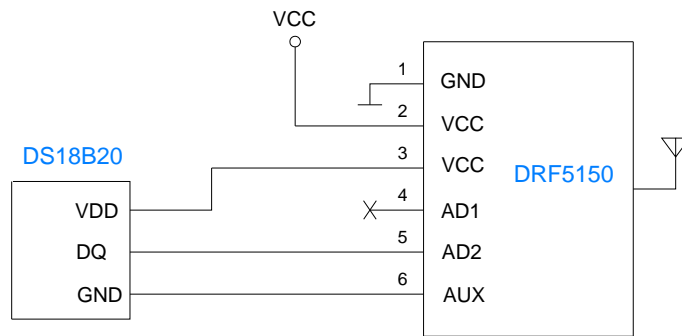 VCC
1 GND
2 VCC
DS18B20
3 VCC
DRF5150
VDD
4 AD1
DQ
5 AD2
GND
6 AUX